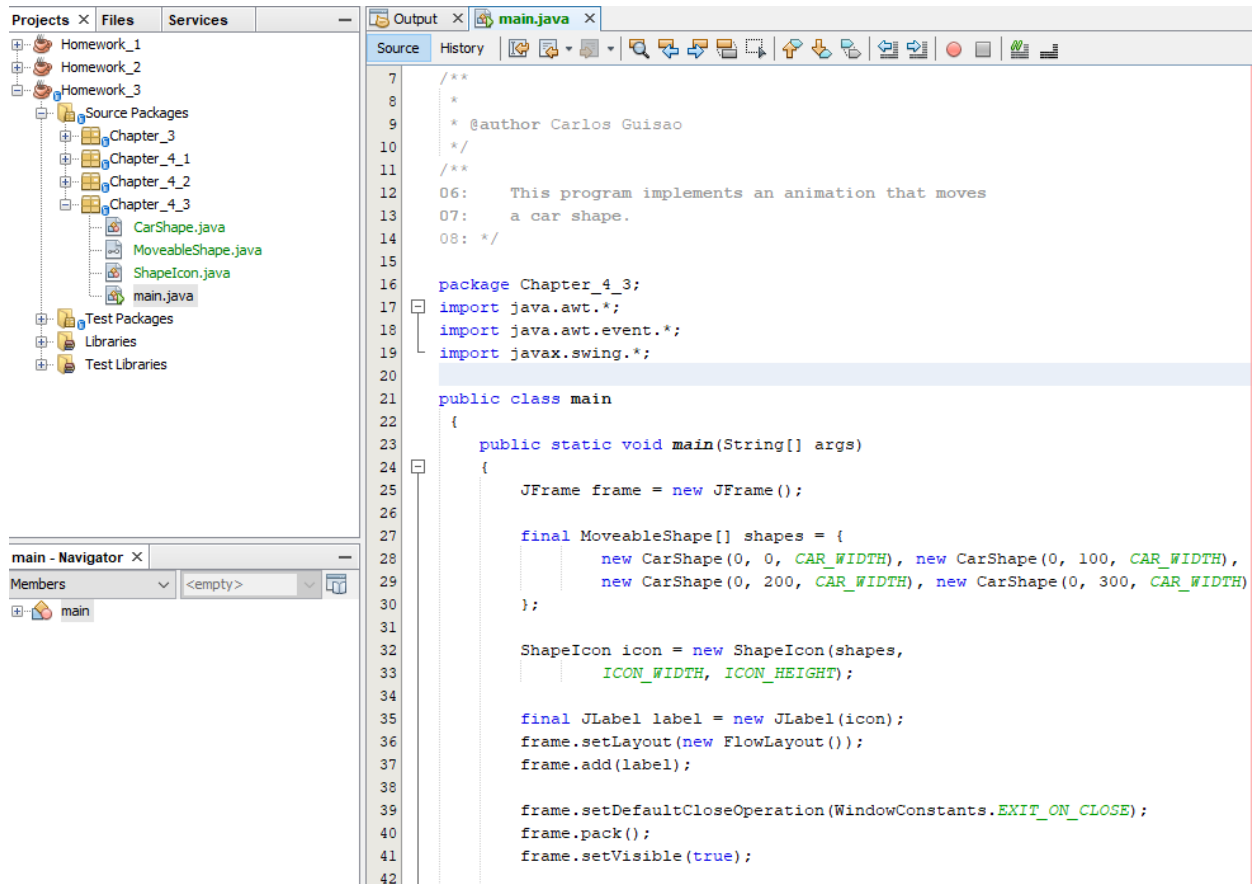 Projects × Files Services
Homework_1
Homework_2
Homework_3
Source Packages
Chapter_3
Chapter_4_1
Chapter_4_2
Chapter_4_3
CarShape.java
MoveableShape.java
ShapeIcon.java
main.java
Test Packages
Libraries
Test Libraries
main - Navigator ×
Members <empty>
main
Output × main.java ×
Source History
7 /**
8 *
9 * @author Carlos Guisao
10 */
11 /**
12 06: This program implements an animation that moves
13 07: a car shape.
14 08: */
15
16 package Chapter_4_3;
17 import java.awt.*;
18 import java.awt.event.*;
19 import javax.swing.*;
20
21 public class main
22 {
23 public static void main(String[] args)
24 {
25 JFrame frame = new JFrame();
26
27 final MoveableShape[] shapes = {
28 new CarShape(0, 0, CAR_WIDTH), new CarShape(0, 100, CAR_WIDTH),
29 new CarShape(0, 200, CAR_WIDTH), new CarShape(0, 300, CAR_WIDTH)
30 };
31
32 ShapeIcon icon = new ShapeIcon(shapes,
33 ICON_WIDTH, ICON_HEIGHT);
34
35 final JLabel label = new JLabel(icon);
36 frame.setLayout(new FlowLayout());
37 frame.add(label);
38
39 frame.setDefaultCloseOperation(WindowConstants.EXIT_ON_CLOSE);
40 frame.pack();
41 frame.setVisible(true);
42